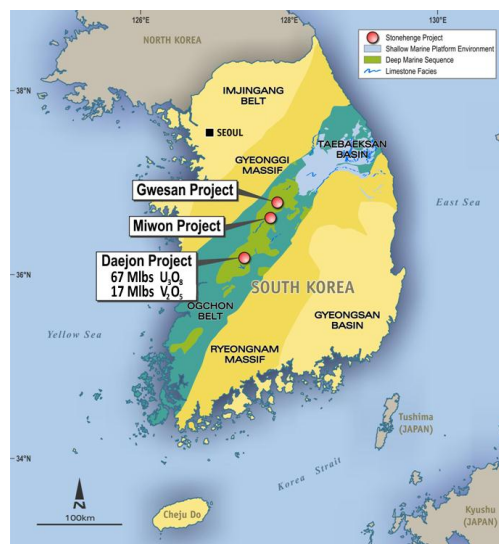 126°E
128°E
130°E
NORTH KOREA
Stonehenge Project
Shallow Marine Platform Environment
Deep Marine Sequence
Limestone Facies
38°N
IMJINGANG
BELT
SEOUL
TAEBAEKSAN
BASIN
GYEONGGI
MASSIF
Gwesan Project
East Sea
Miwon Project
Daejon Project
67 Mlbs U₃O₈
17 Mlbs V₂O₅
36°N
SOUTH KOREA
OGCHON
BELT
GYEONGSAN
BASIN
Yellow Sea
RYEONGNAM
MASSIF
Tushima
(JAPAN)
34°N
Korea Strait
N
100km
Cheju Do
Kyushu
(JAPAN)